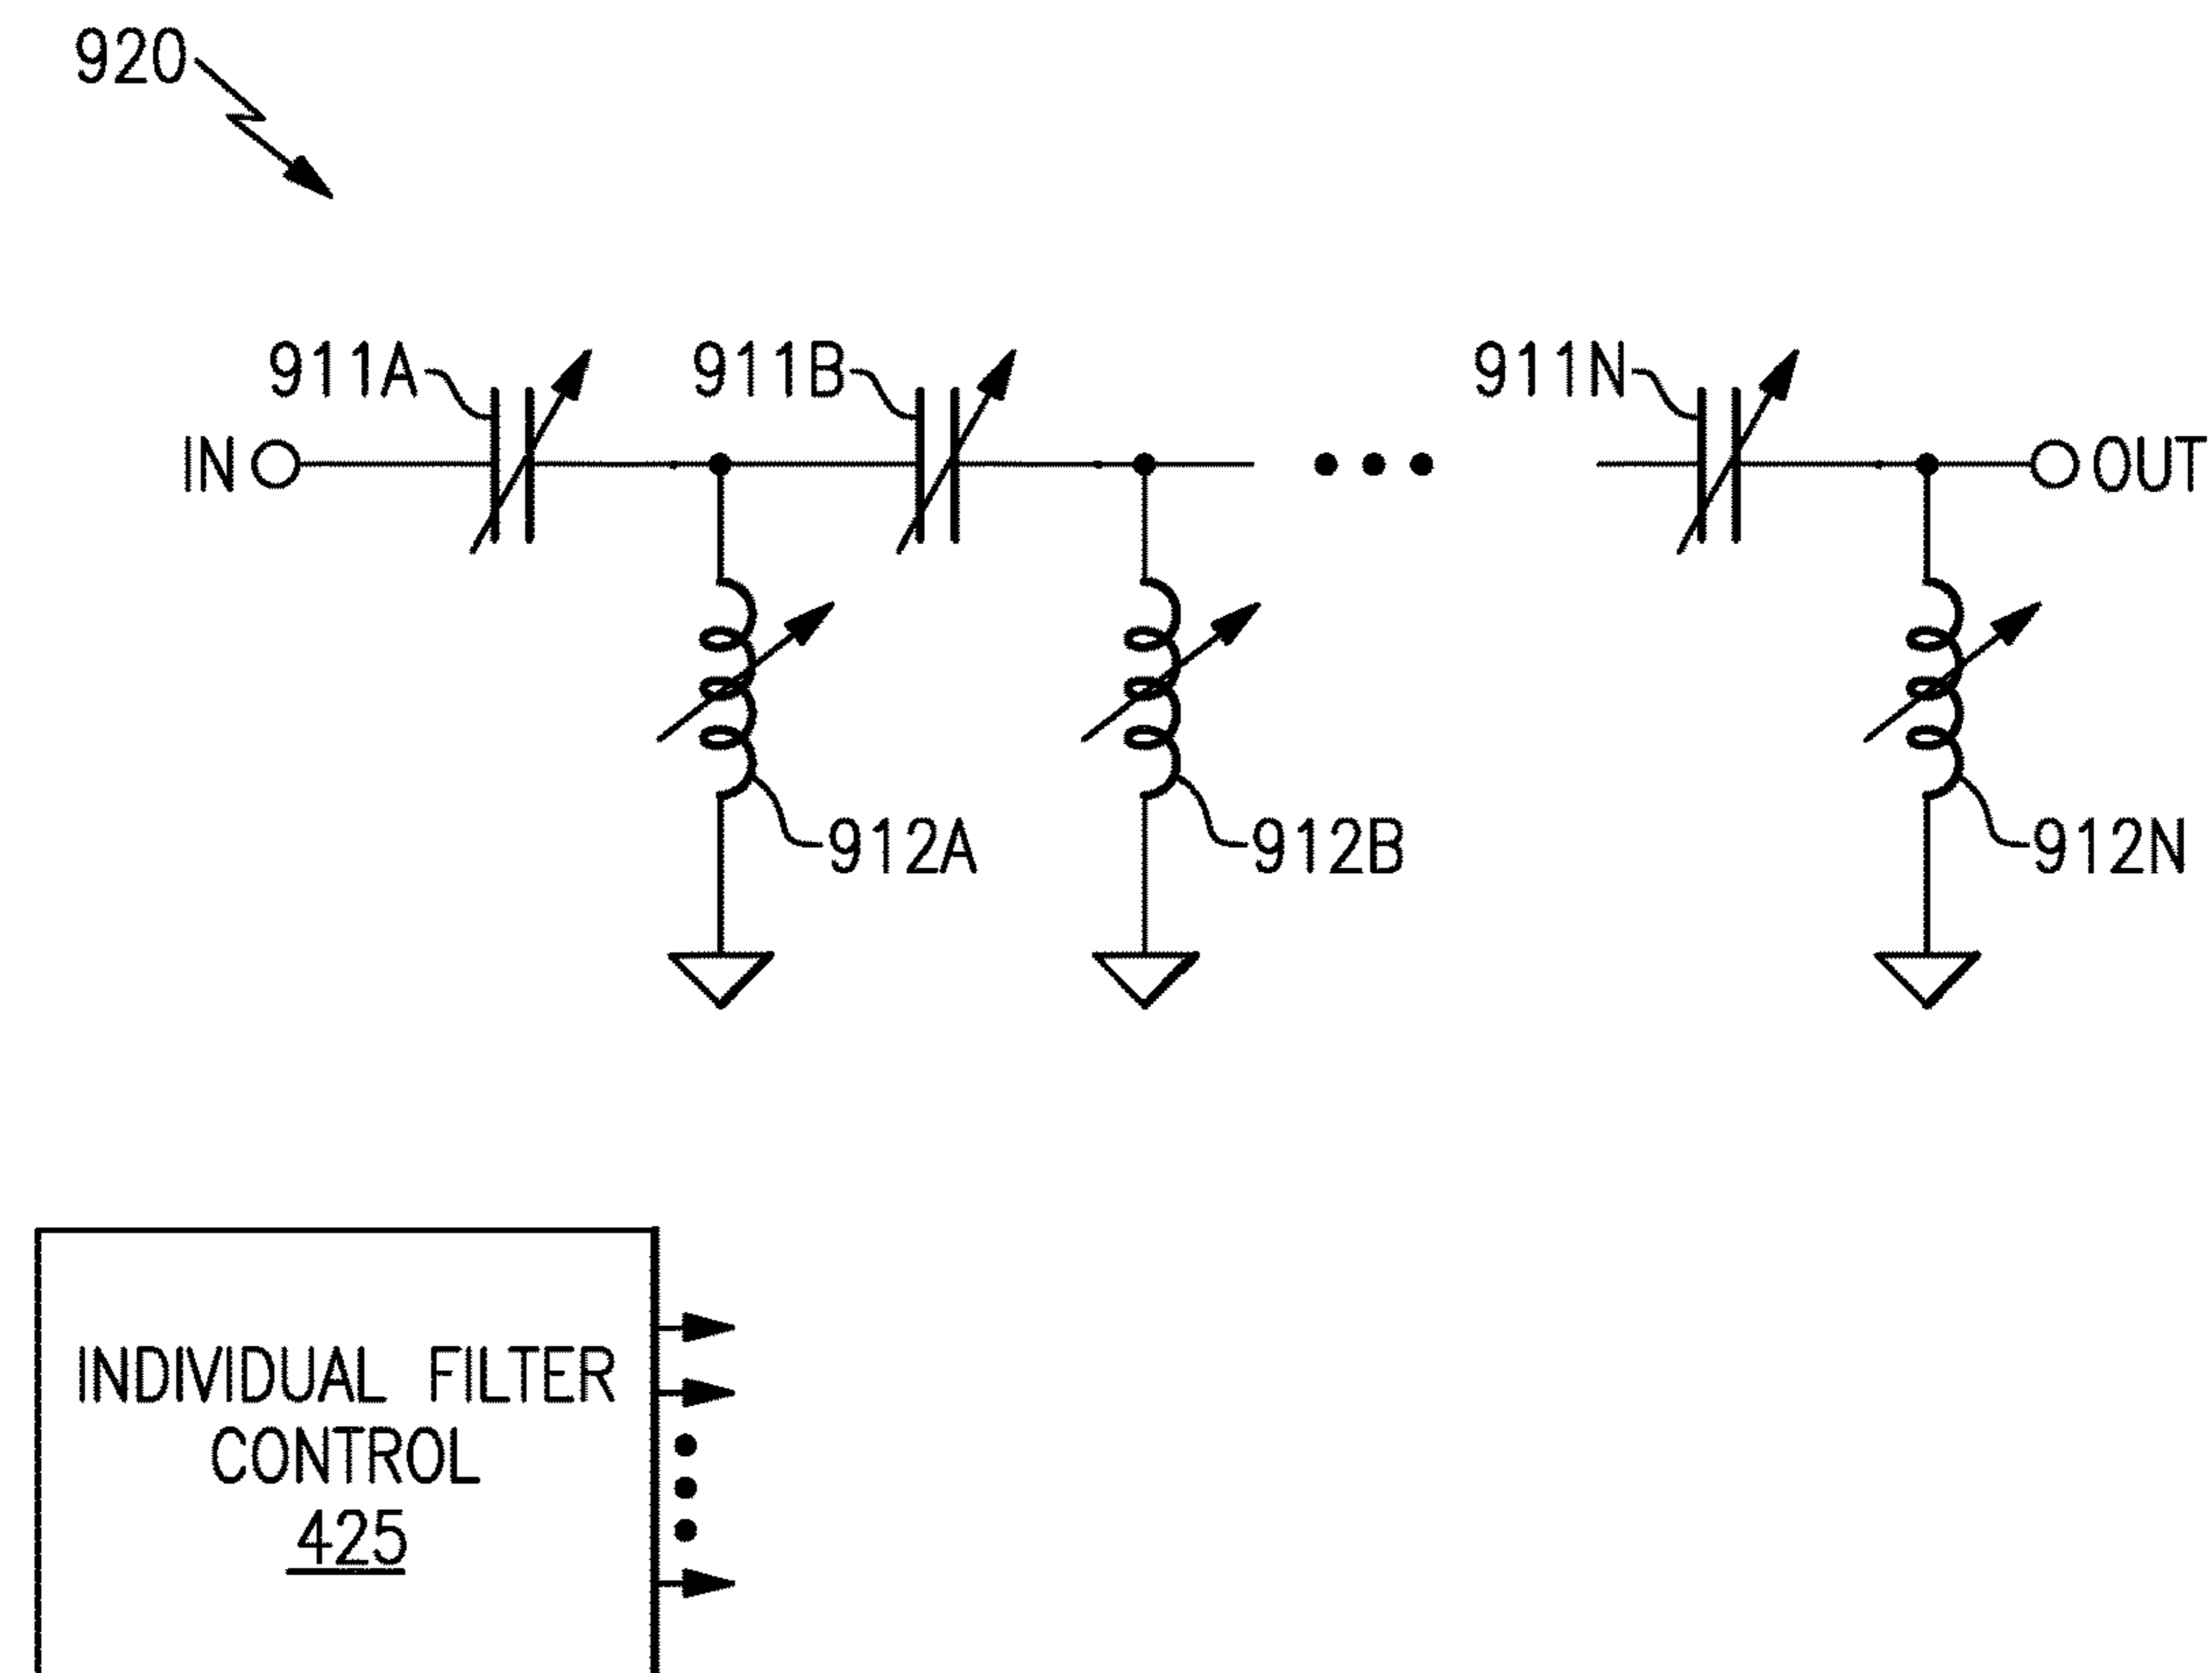 920
911A
911B
911N
IN
OUT
912A
912B
912N
INDIVIDUAL FILTER
CONTROL
425